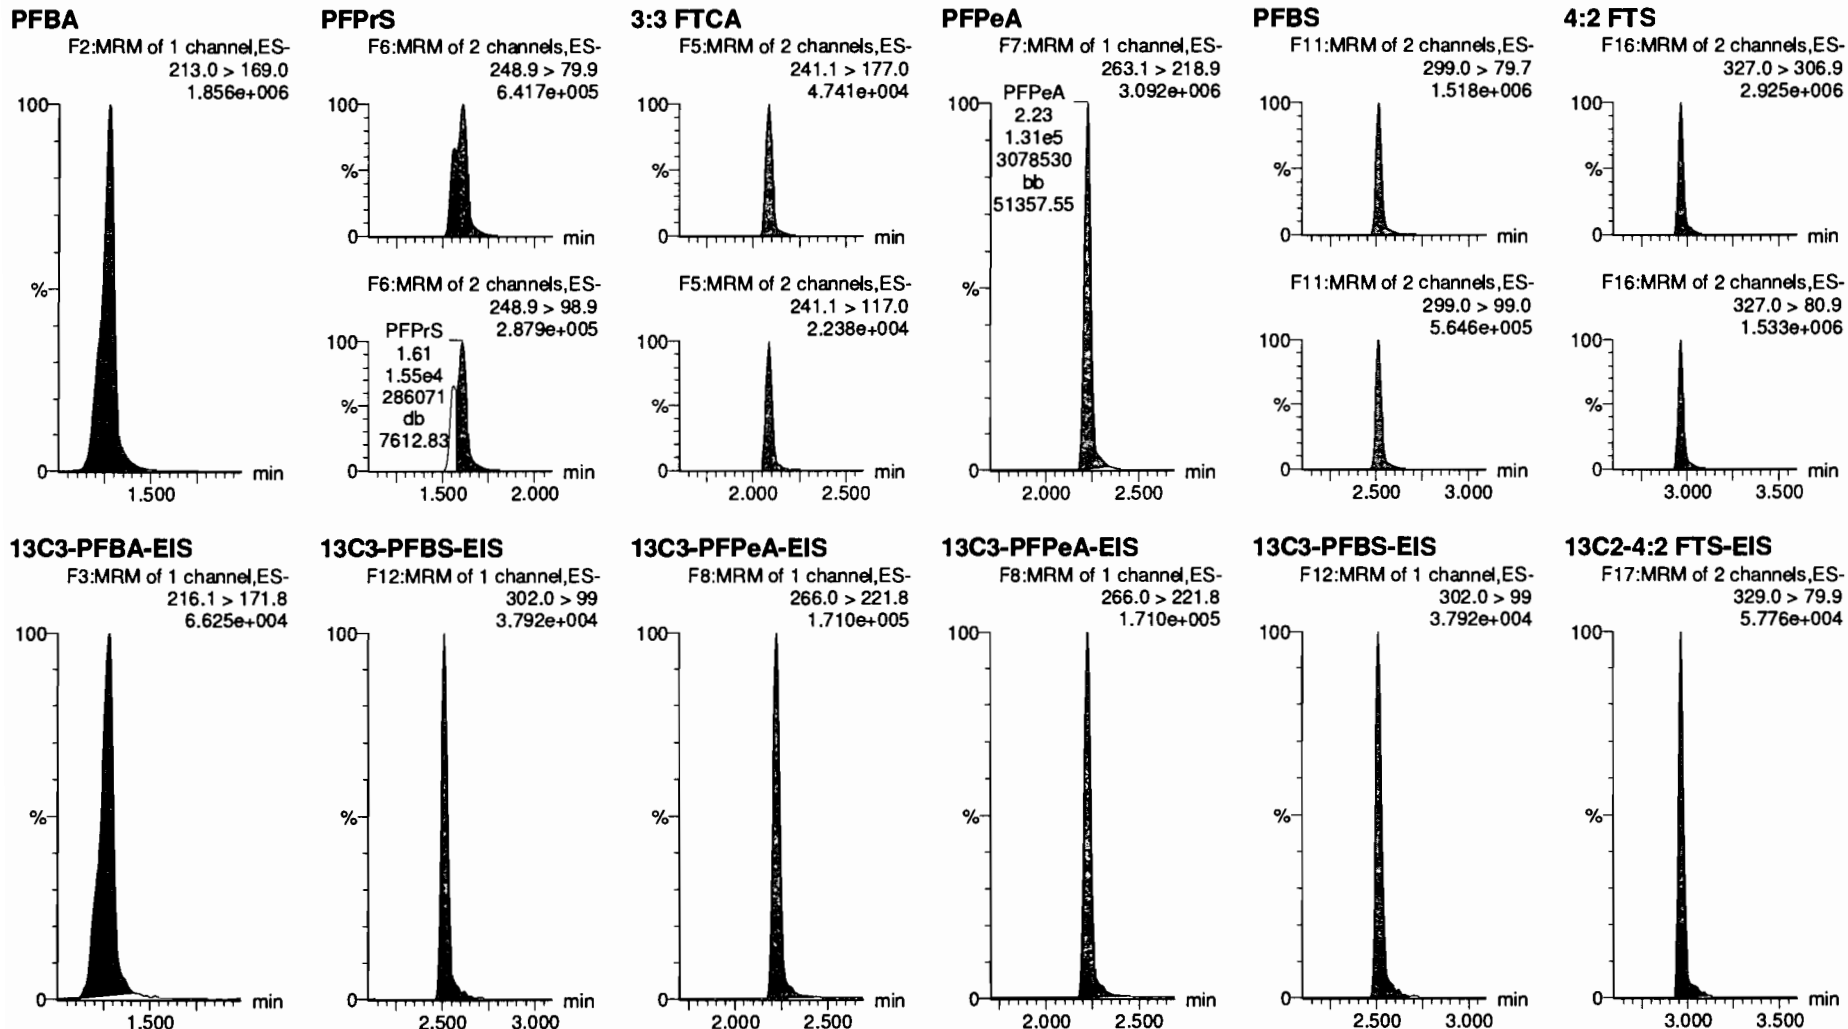 PFBA
F2:MRM of 1 channel,ES-
213.0 > 169.0
1.856e+006
100
%
0
min
1.500
PFPrS
F6:MRM of 2 channels,ES-
248.9 > 79.9
6.417e+005
100
%
0
min
F6:MRM of 2 channels,ES-
248.9 > 98.9
2.879e+005
PFPrS
1.61
1.55e4
286071
db
7612.83
100
%
0
min
1.500
2.000
3:3 FTCA
F5:MRM of 2 channels,ES-
241.1 > 177.0
4.741e+004
100
%
0
min
F5:MRM of 2 channels,ES-
241.1 > 117.0
2.238e+004
100
%
0
min
2.000
2.500
PFPeA
F7:MRM of 1 channel,ES-
263.1 > 218.9
3.092e+006
PFPeA
2.23
1.31e5
3078530
bb
51357.55
100
%
0
min
2.000
2.500
PFBS
F11:MRM of 2 channels,ES-
299.0 > 79.7
1.518e+006
100
%
0
min
F11:MRM of 2 channels,ES-
299.0 > 99.0
5.646e+005
100
%
0
min
2.500
3.000
4:2 FTS
F16:MRM of 2 channels,ES-
327.0 > 306.9
2.925e+006
100
%
0
min
F16:MRM of 2 channels,ES-
327.0 > 80.9
1.533e+006
100
%
0
min
3.000
3.500
13C3-PFBA-EIS
F3:MRM of 1 channel,ES-
216.1 > 171.8
6.625e+004
100
%
0
min
1.500
13C3-PFBS-EIS
F12:MRM of 1 channel,ES-
302.0 > 99
3.792e+004
100
%
0
min
2.500
3.000
13C3-PFPeA-EIS
F8:MRM of 1 channel,ES-
266.0 > 221.8
1.710e+005
100
%
0
min
2.000
2.500
13C3-PFPeA-EIS
F8:MRM of 1 channel,ES-
266.0 > 221.8
1.710e+005
100
%
0
min
2.000
2.500
13C3-PFBS-EIS
F12:MRM of 1 channel,ES-
302.0 > 99
3.792e+004
100
%
0
min
2.500
3.000
13C2-4:2 FTS-EIS
F17:MRM of 2 channels,ES-
329.0 > 79.9
5.776e+004
100
%
0
min
3.000
3.500